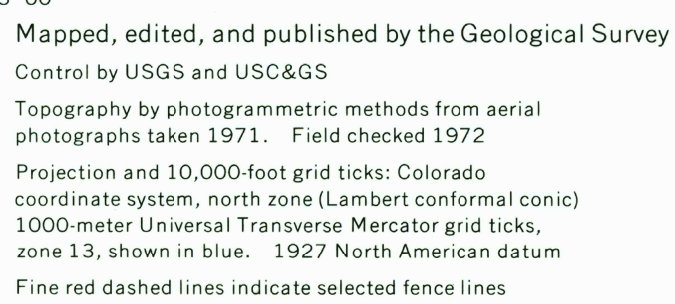 Mapped, edited, and published by the Geological Survey
Control by USGS and USC&GS
Topography by photogrammetric methods from aerial
photographs taken 1971. Field checked 1972
Projection and 10,000-foot grid ticks: Colorado
coordinate system, north zone (Lambert conformal conic)
1000-meter Universal Transverse Mercator grid ticks,
zone 13, shown in blue. 1927 North American datum
Fine red dashed lines indicate selected fence lines